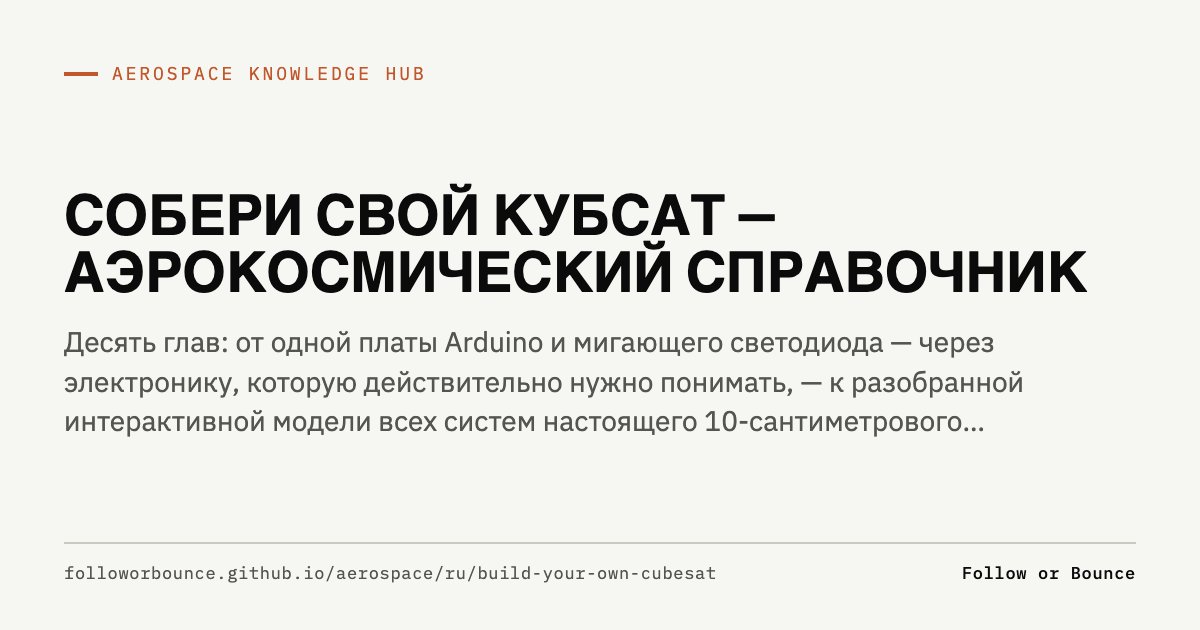 AEROSPACE KNOWLEDGE HUB
СОБЕРИ СВОЙ КУБСАТ —
АЭРОКОСМИЧЕСКИЙ СПРАВОЧНИК
Десять глав: от одной платы Arduino и мигающего светодиода — через
электронику, которую действительно нужно понимать, — к разобранной
интерактивной модели всех систем настоящего 10-сантиметрового…
followorbounce.github.io/aerospace/ru/build-your-own-cubesat
Follow or Bounce